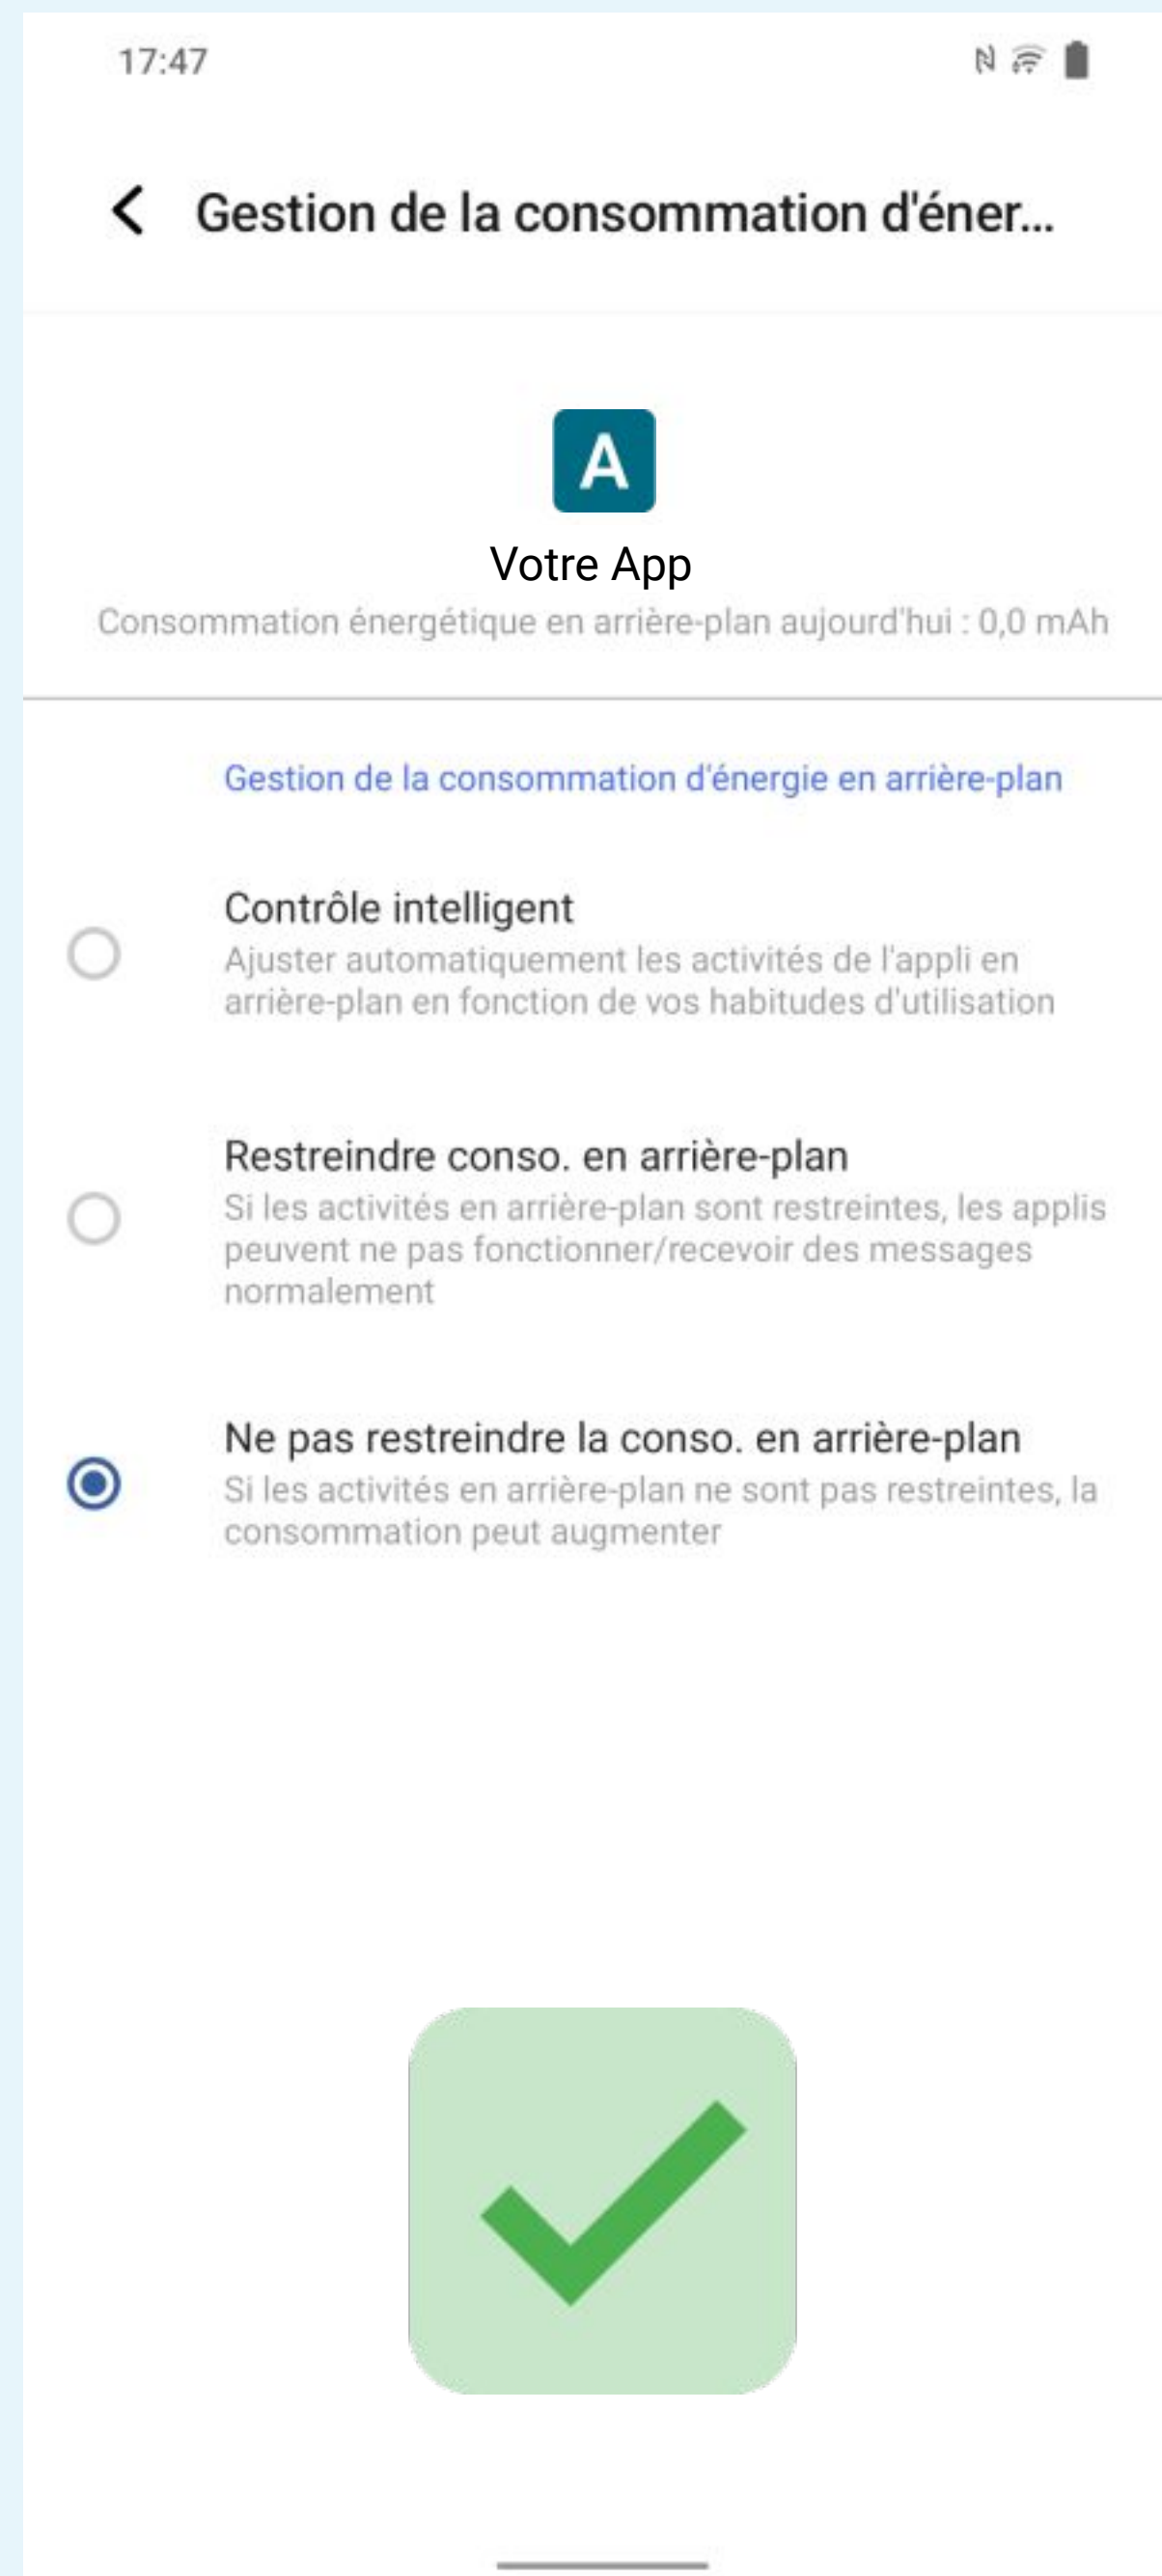 17:47
Gestion de la consommation d'éner...
A
Votre App
Consommation énergétique en arrière-plan aujourd'hui : 0,0 mAh
Gestion de la consommation d'énergie en arrière-plan
Contrôle intelligent
Ajuster automatiquement les activités de l'appli en
arrière-plan en fonction de vos habitudes d'utilisation
Restreindre conso. en arrière-plan
Si les activités en arrière-plan sont restreintes, les applis
peuvent ne pas fonctionner/recevoir des messages
normalement
Ne pas restreindre la conso. en arrière-plan
Si les activités en arrière-plan ne sont pas restreintes, la
consommation peut augmenter